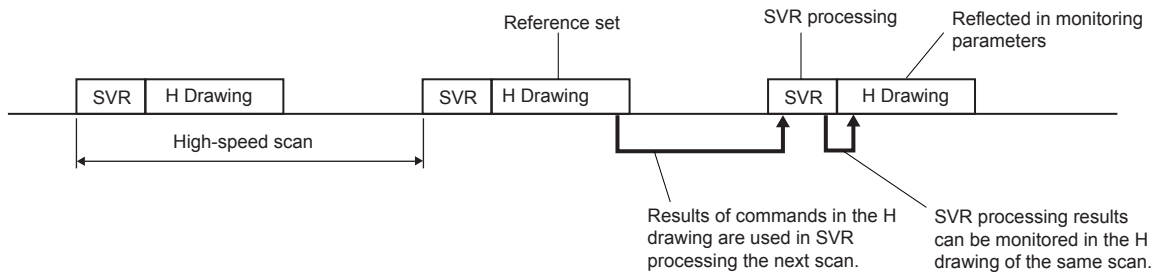 Reference set
SVR processing
Reflected in monitoring
parameters
SVR
H Drawing
SVR
H Drawing
SVR
H Drawing
High-speed scan
Results of commands in the H
drawing are used in SVR
processing the next scan.
SVR processing results
can be monitored in the H
drawing of the same scan.